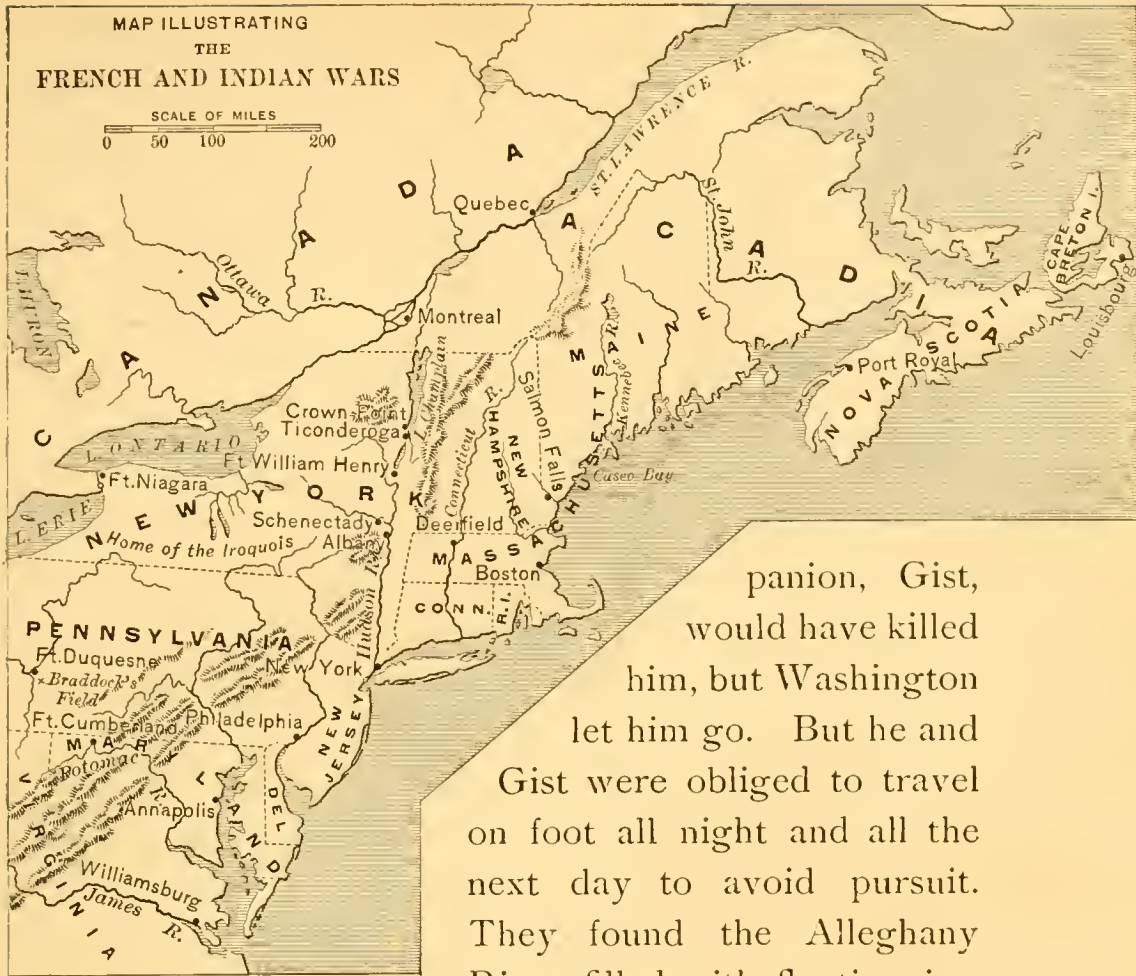 MAP ILLUSTRATING
THE
FRENCH AND INDIAN WARS
SCALE OF MILES
0 50 100 200
CANADA
ACADIA
ST. LAWRENCE R.
Quebec
St. John
R.
CAPE
BRETON I.
Louisbourg
NOVA SCOTIA
Port Royal
L. HURON
Ottawa
R.
Montreal
MAINE
Kennebec R.
L. Champlain
Crown Point
Ticonderoga
Connecticut
R.
NEW
HAMPSHIRE
Salmon Falls
Casco Bay
L. ONTARIO
Ft. William Henry
Ft. Niagara
L. ERIE
NEW YORK
Home of the Iroquois
Schenectady
Albany
Deerfield
MASSACHUSETTS
Boston
CONN.
R.I.
Hudson R.
PENNSYLVANIA
Ft. Duquesne
× Braddock's
Field
New York
Ft. Cumberland
Philadelphia
NEW
JERSEY
MARYLAND
Potomac
R.
DEL.
Annapolis
VIRGINIA
Williamsburg
James
R.
panion, Gist,
would have killed
him, but Washington
let him go. But he and
Gist were obliged to travel
on foot all night and all the
next day to avoid pursuit.
They found the Alleghany